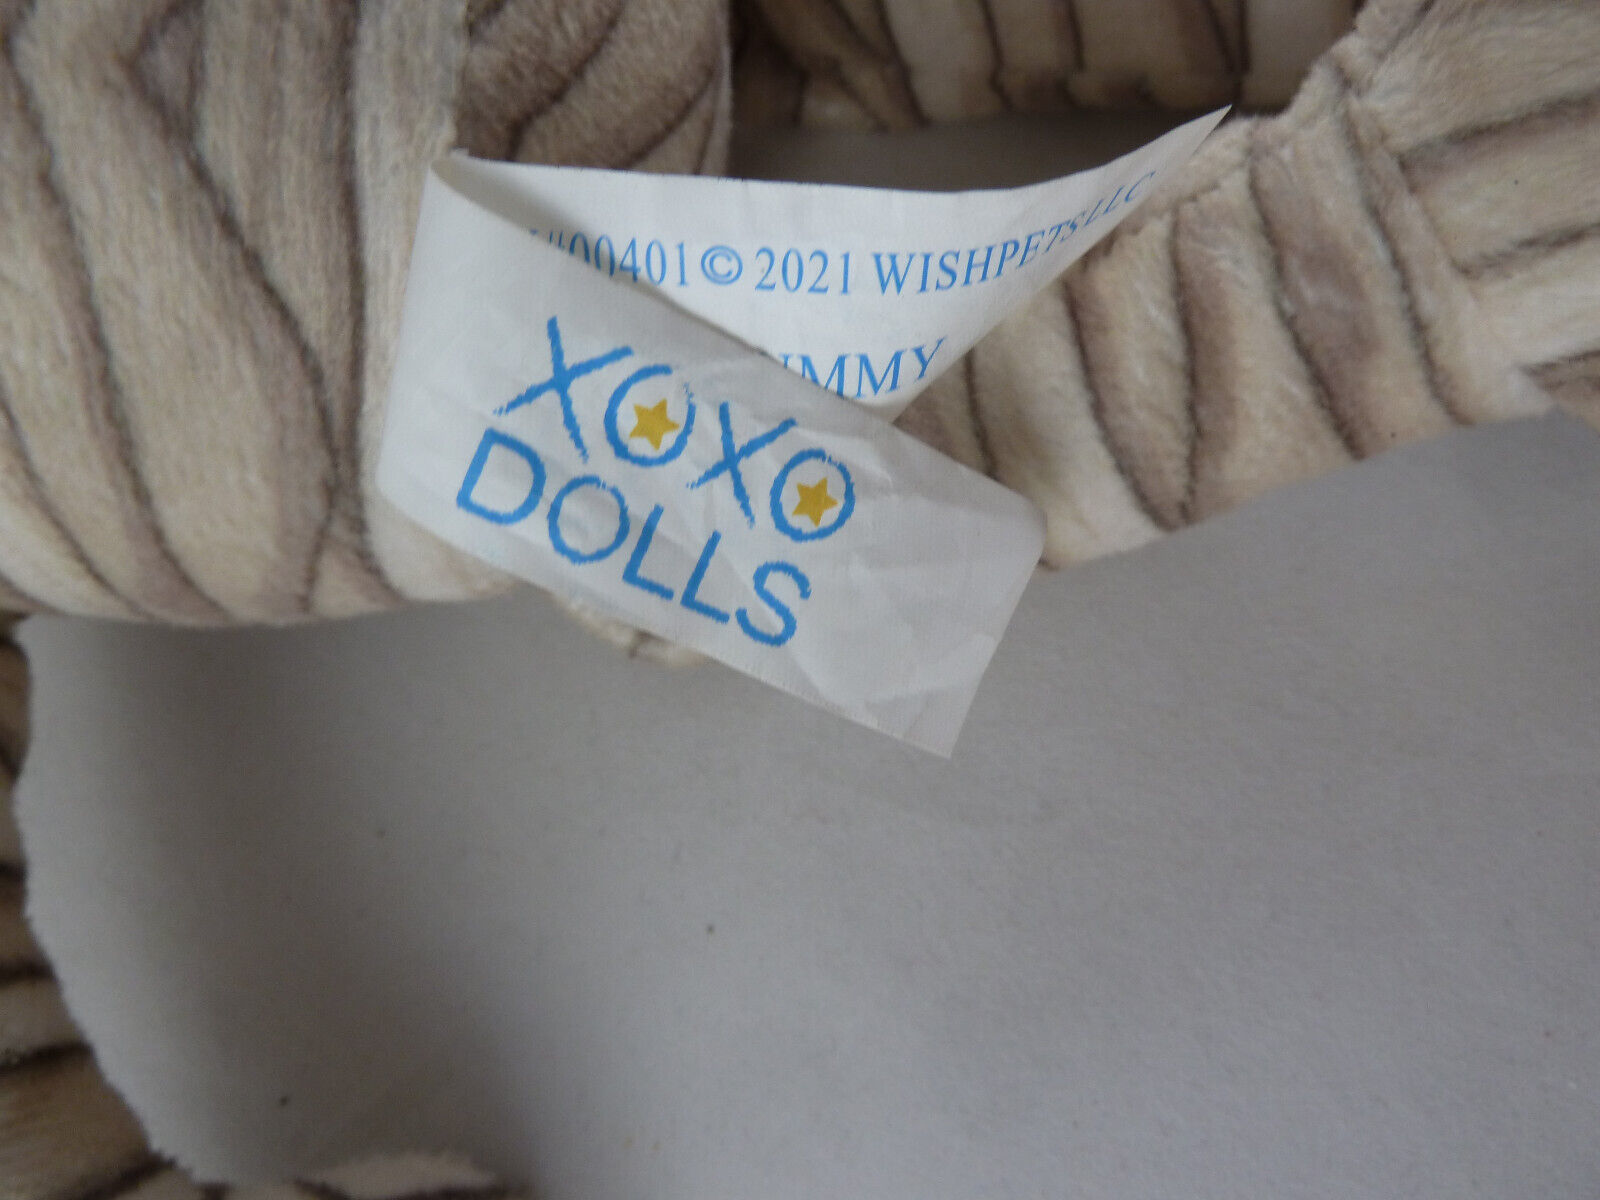 #00401 © 2021 WISHPETS LLC
XOXO
DOLLS